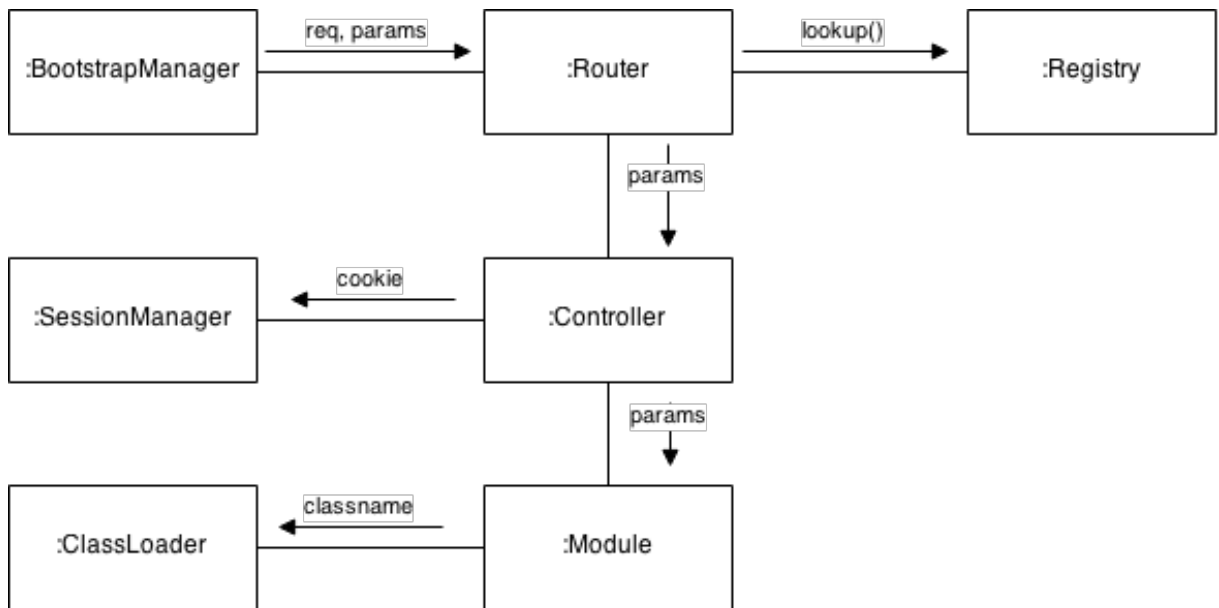 req, params
lookup()
:BootstrapManager
:Router
:Registry
params
cookie
:SessionManager
:Controller
params
classname
:ClassLoader
:Module